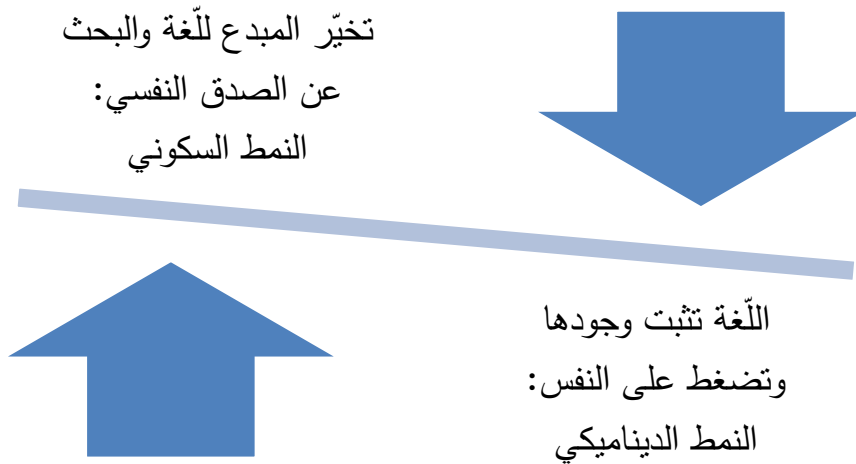 تخيّر المبدع للّغة والبحث
عن الصدق النفسي:
النمط السكوني
اللّغة تثبت وجودها
وتضغط على النفس:
النمط الديناميكي